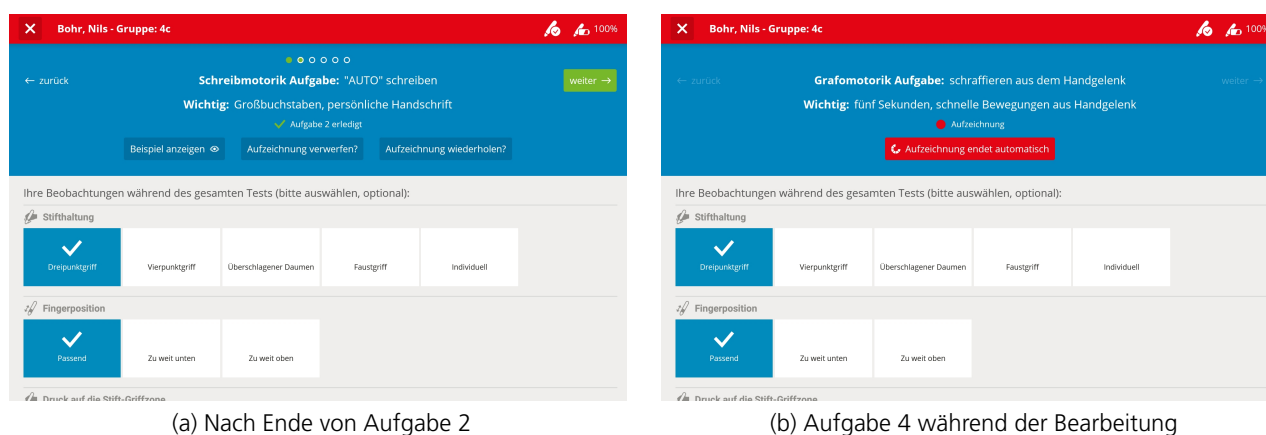 Bohr, Nils - Gruppe: 4c
100%
← zurück
Schreibmotorik Aufgabe: "AUTO" schreiben
weiter →
Wichtig: Großbuchstaben, persönliche Handschrift
Aufgabe 2 erledigt
Beispiel anzeigen
Aufzeichnung verwerfen?
Aufzeichnung wiederholen?
Ihre Beobachtungen während des gesamten Tests (bitte auswählen, optional):
Stifthaltung
Dreipunktgriff
Vierpunktgriff
Überschlagener Daumen
Faustgriff
Individuell
Fingerposition
Passend
Zu weit unten
Zu weit oben
Druck auf die Stift-Griffzone
(a) Nach Ende von Aufgabe 2
Bohr, Nils - Gruppe: 4c
100%
← zurück
Grafomotorik Aufgabe: schraffieren aus dem Handgelenk
weiter →
Wichtig: fünf Sekunden, schnelle Bewegungen aus Handgelenk
Aufzeichnung
Aufzeichnung endet automatisch
Ihre Beobachtungen während des gesamten Tests (bitte auswählen, optional):
Stifthaltung
Dreipunktgriff
Vierpunktgriff
Überschlagener Daumen
Faustgriff
Individuell
Fingerposition
Passend
Zu weit unten
Zu weit oben
Druck auf die Stift-Griffzone
(b) Aufgabe 4 während der Bearbeitung